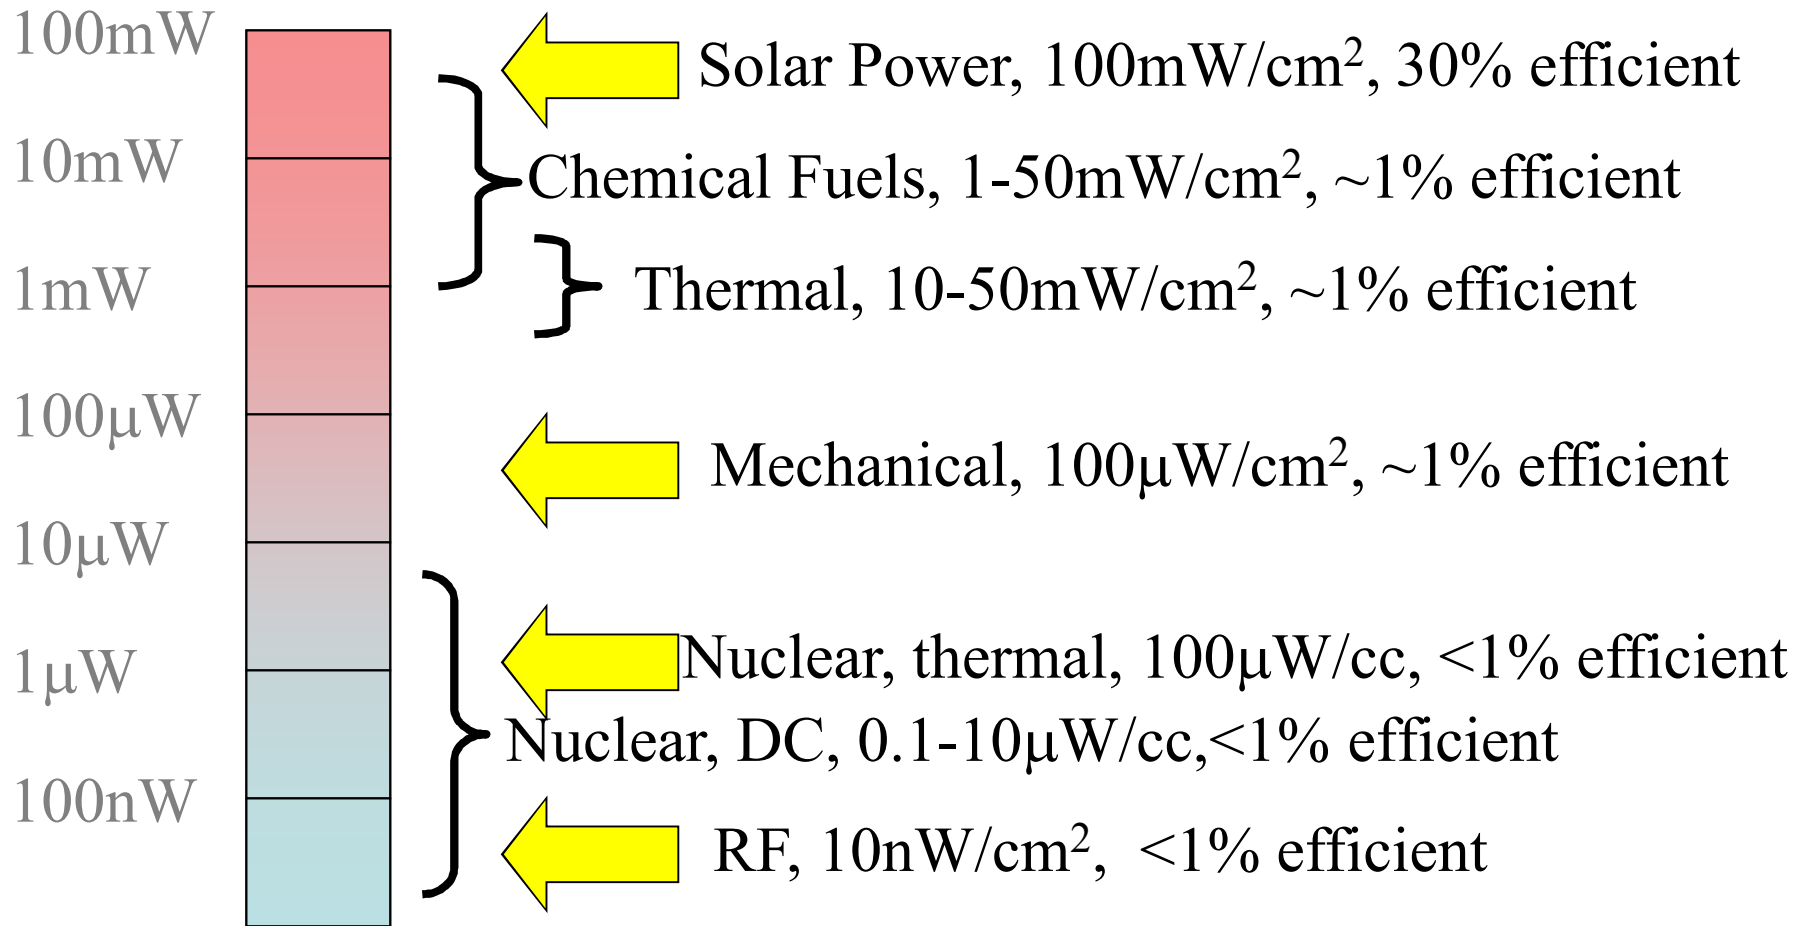 100mW
Solar Power, 100mW/cm², 30% efficient
10mW
Chemical Fuels, 1-50mW/cm², ~1% efficient
1mW
Thermal, 10-50mW/cm², ~1% efficient
100μW
Mechanical, 100μW/cm², ~1% efficient
10μW
Nuclear, thermal, 100μW/cc, <1% efficient
1μW
Nuclear, DC, 0.1-10μW/cc,<1% efficient
100nW
RF, 10nW/cm², <1% efficient